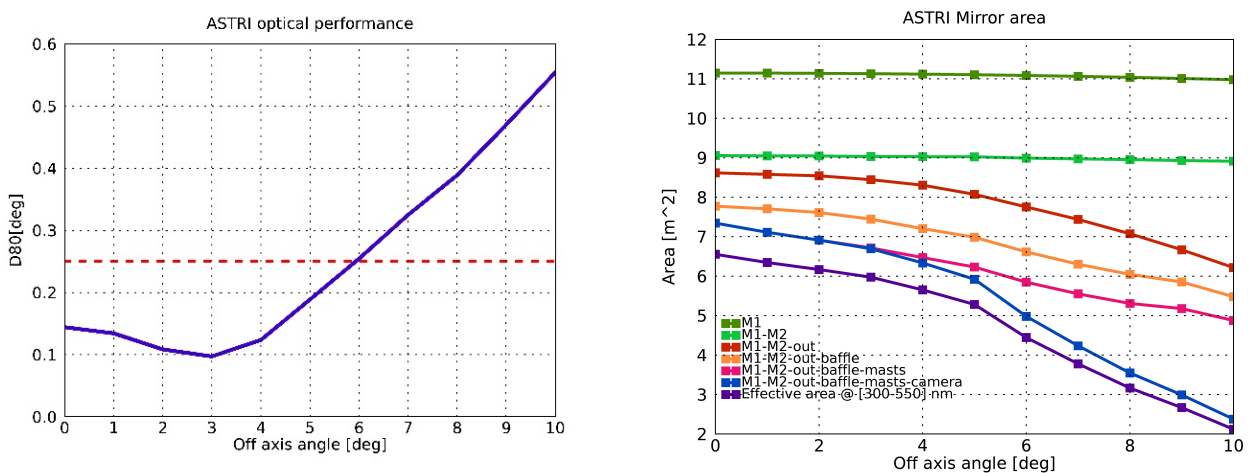 ASTRI optical performance
0.6
0.5
0.4
0.3
0.2
0.1
0.0
D80[deg]
0 1 2 3 4 5 6 7 8 9 10
Off axis angle [deg]
ASTRI Mirror area
12
11
10
9
8
7
6
5
4
3
2
Area [m^2]
M1
M1-M2
M1-M2-out
M1-M2-out-baffle
M1-M2-out-baffle-masts
M1-M2-out-baffle-masts-camera
Effective area @ [300-550] nm
0 2 4 6 8 10
Off axis angle [deg]